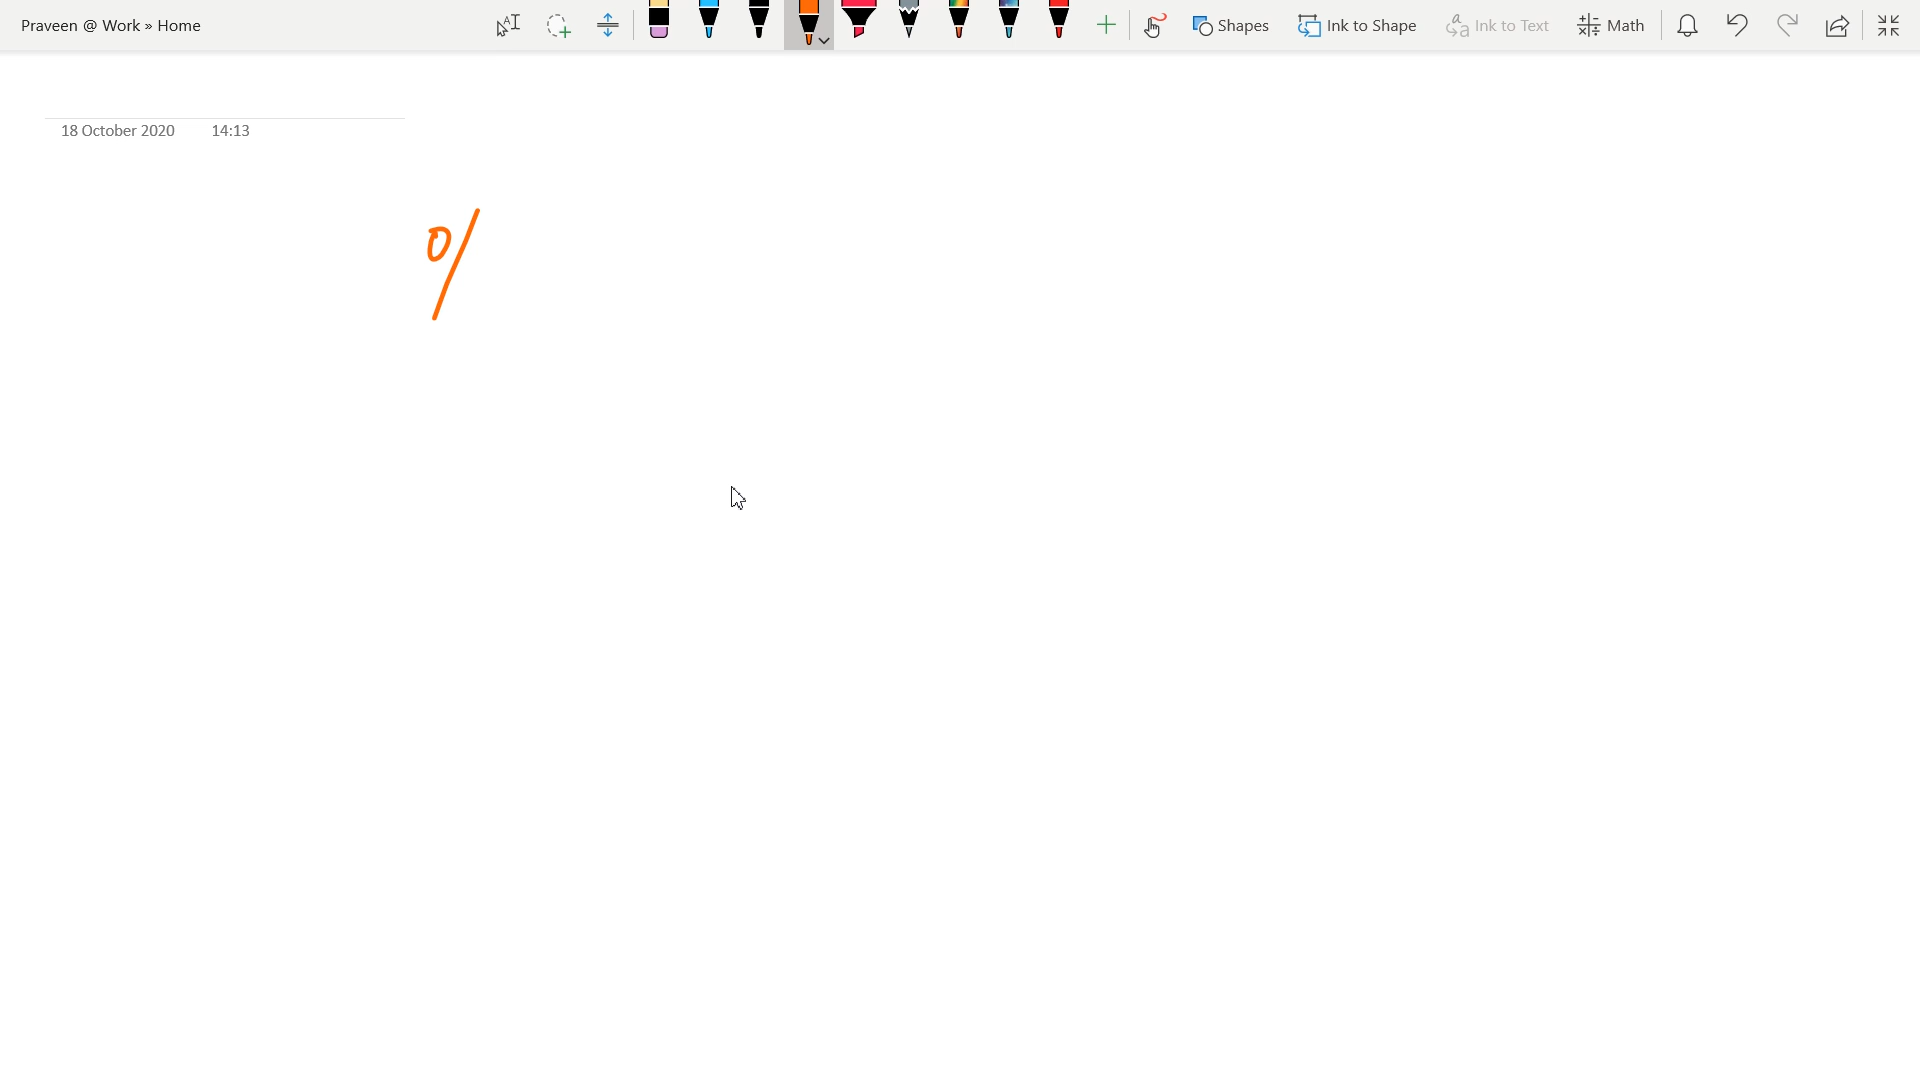 Praveen @ Work » Home
Shapes
Ink to Shape
Ink to Text
Math
18 October 2020 14:13
0/